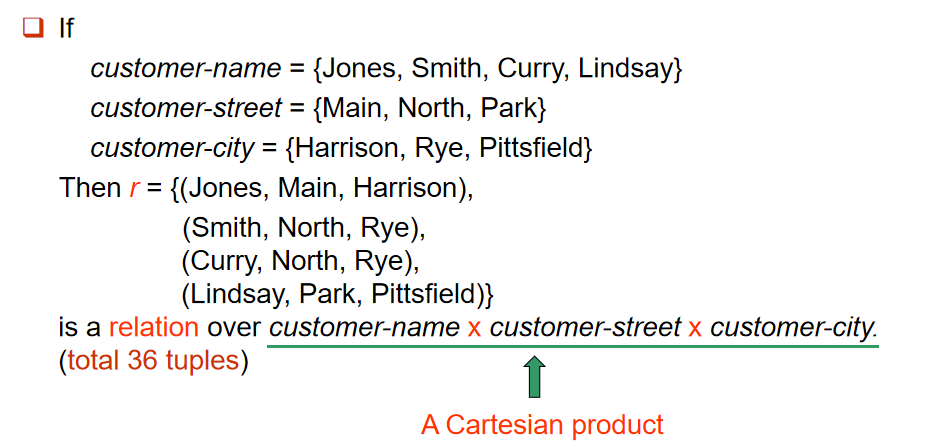 If
customer-name = {Jones, Smith, Curry, Lindsay}
customer-street = {Main, North, Park}
customer-city = {Harrison, Rye, Pittsfield}
Then r = {(Jones, Main, Harrison),
(Smith, North, Rye),
(Curry, North, Rye),
(Lindsay, Park, Pittsfield)}
is a relation over customer-name x customer-street x customer-city.
(total 36 tuples)
A Cartesian product